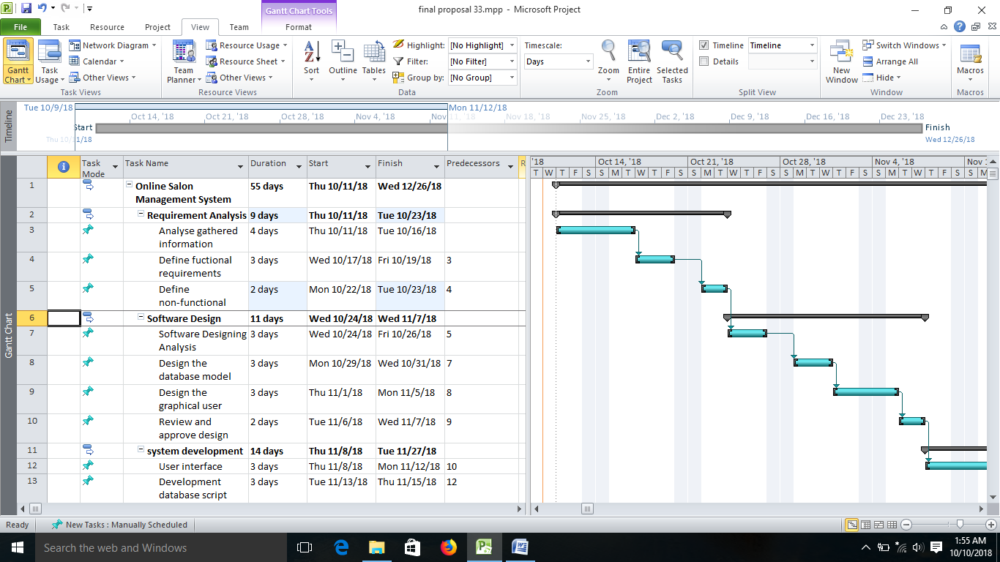 final proposal 33.mpp - Microsoft Project
Gantt Chart Tools
File Task Resource Project View Team Format
Gantt Chart
Task Usage
Network Diagram
Calendar
Other Views
Task Views
Team Planner
Resource Usage
Resource Sheet
Other Views
Resource Views
Sort
Outline
Tables
Highlight: [No Highlight]
Filter: [No Filter]
Group by: [No Group]
Data
Timescale:
Days
Zoom
Entire Project
Selected Tasks
Zoom
Timeline Timeline
Details
Split View
New Window
Switch Windows
Arrange All
Hide
Window
Macros
Macros
Timeline
Tue 10/9/18 Mon 11/12/18
Oct 14, '18 Oct 21, '18 Oct 28, '18 Nov 4, '18 Nov 11, '18 Nov 18, '18 Nov 25, '18 Dec 2, '18 Dec 9, '18 Dec 16, '18 Dec 23, '18
Start Finish
Thu 10/11/18 Wed 12/26/18
Gantt Chart
Task Mode Task Name Duration Start Finish Predecessors R
'18 Oct 14, '18 Oct 21, '18 Oct 28, '18 Nov 4, '18 Nov 1
T W T F S S M T W T F S S M T W T F S S M T W T F S S M T W T F S S M
1 Online Salon 55 days Thu 10/11/18 Wed 12/26/18
Management System
2 Requirement Analysis 9 days Thu 10/11/18 Tue 10/23/18
3 Analyse gathered 4 days Thu 10/11/18 Tue 10/16/18
information
4 Define fuctional 3 days Wed 10/17/18 Fri 10/19/18 3
requirements
5 Define 2 days Mon 10/22/18 Tue 10/23/18 4
non-functional
6 Software Design 11 days Wed 10/24/18 Wed 11/7/18
7 Software Designing 3 days Wed 10/24/18 Fri 10/26/18 5
Analysis
8 Design the 3 days Mon 10/29/18 Wed 10/31/18 7
database model
9 Design the 3 days Thu 11/1/18 Mon 11/5/18 8
graphical user
10 Review and 2 days Tue 11/6/18 Wed 11/7/18 9
approve design
11 system development 14 days Thu 11/8/18 Tue 11/27/18
12 User interface 3 days Thu 11/8/18 Mon 11/12/18 10
13 Development 3 days Tue 11/13/18 Thu 11/15/18 12
database script
Ready New Tasks : Manually Scheduled
Search the web and Windows
1:55 AM
10/10/2018